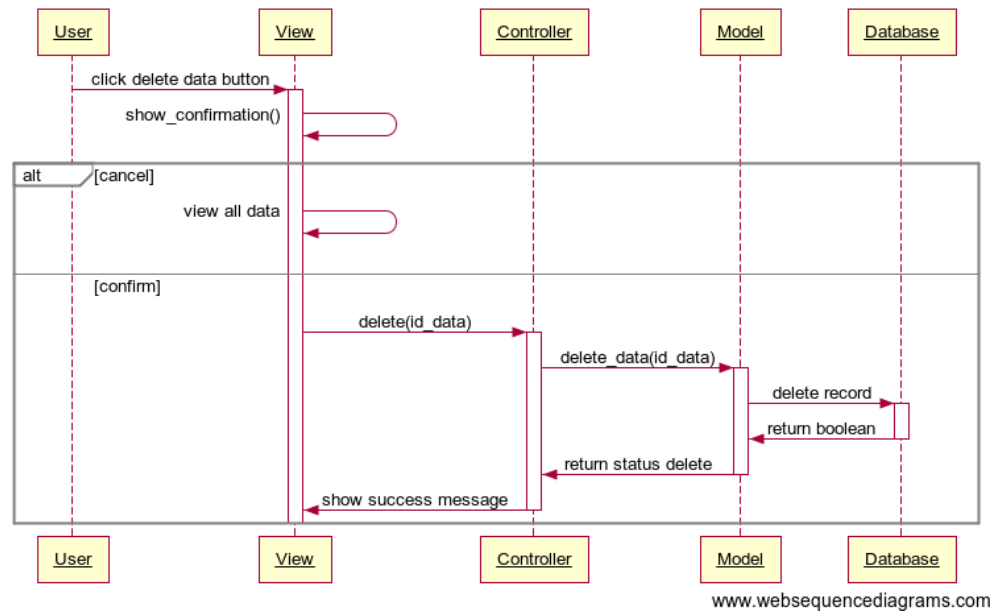 User
View
Controller
Model
Database
click delete data button
show_confirmation()
alt
[cancel]
view all data
[confirm]
delete(id_data)
delete_data(id_data)
delete record
return boolean
return status delete
show success message
User
View
Controller
Model
Database
www.websequencediagrams.com